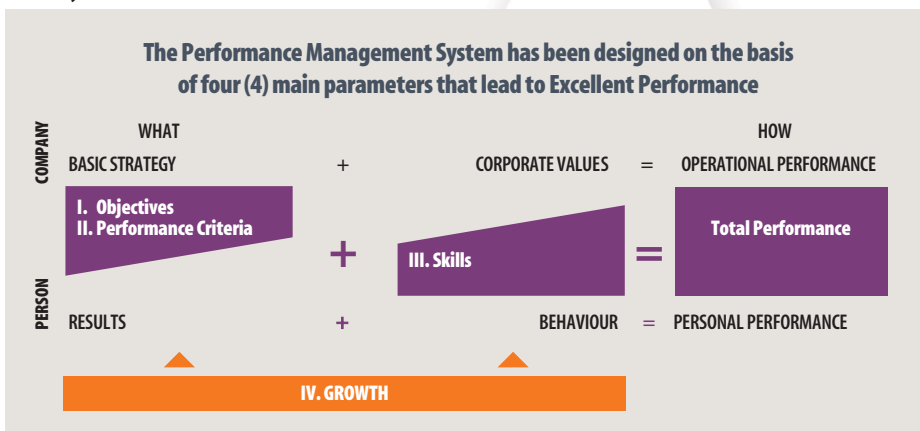 The Performance Management System has been designed on the basis
of four (4) main parameters that lead to Excellent Performance
WHAT HOW
COMPANY
BASIC STRATEGY + CORPORATE VALUES = OPERATIONAL PERFORMANCE
I. Objectives
II. Performance Criteria
+
III. Skills
=
Total Performance
PERSON
RESULTS + BEHAVIOUR = PERSONAL PERFORMANCE
IV. GROWTH